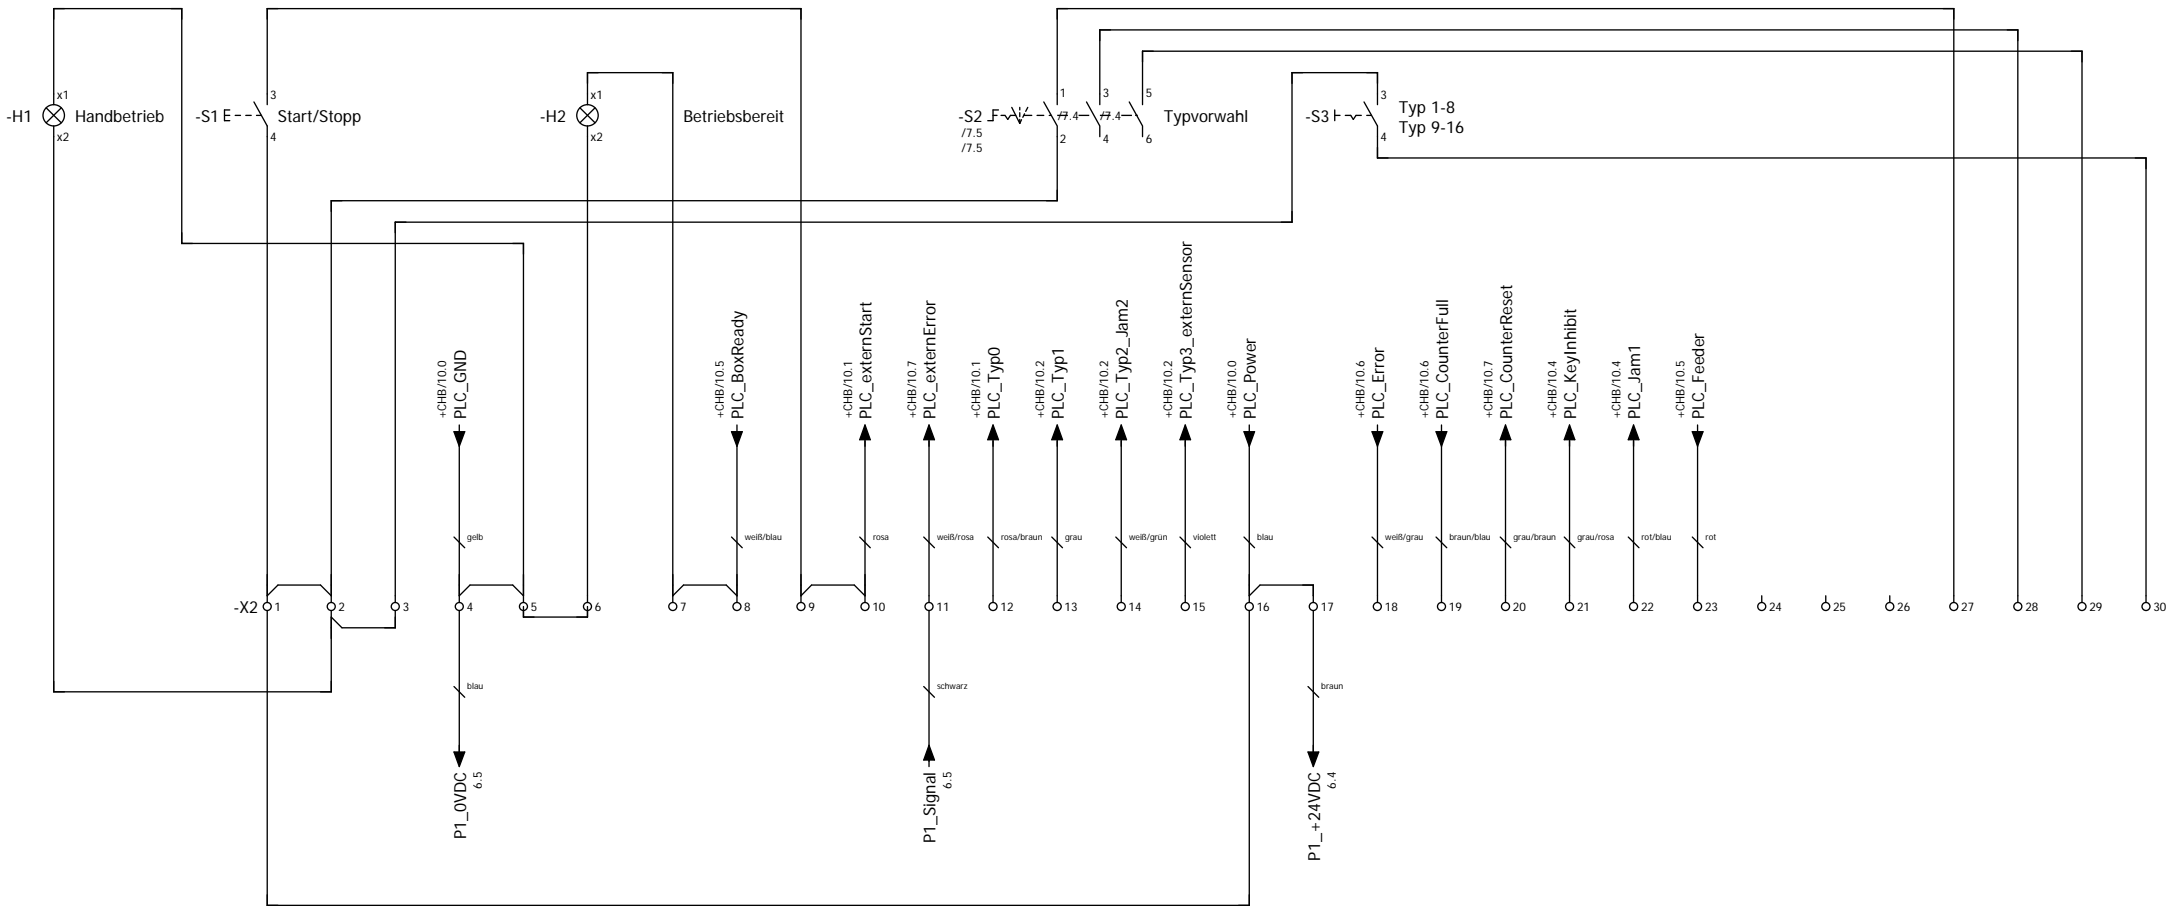 x1
-H1
Handbetrieb
x2
3
-S1
Start/Stopp
4
x1
-H2
Betriebsbereit
x2
1
3
5
-S2
/7.4
/7.4
Typvorwahl
/7.5
/7.5
2
4
6
3
-S3
Typ 1-8
Typ 9-16
4
+CHB/10.0
PLC_GND
+CHB/10.5
PLC_BoxReady
+CHB/10.1
PLC_externStart
+CHB/10.7
PLC_externError
+CHB/10.1
PLC_Typ0
+CHB/10.2
PLC_Typ1
+CHB/10.2
PLC_Typ2_Jam2
+CHB/10.2
PLC_Typ3_externSensor
+CHB/10.0
PLC_Power
+CHB/10.6
PLC_Error
+CHB/10.6
PLC_CounterFull
+CHB/10.7
PLC_CounterReset
+CHB/10.4
PLC_KeyInhibit
+CHB/10.4
PLC_Jam1
+CHB/10.5
PLC_Feeder
gelb
weiß/blau
rosa
weiß/rosa
rosa/braun
grau
weiß/grün
violett
blau
weiß/grau
braun/blau
grau/braun
grau/rosa
rot/blau
rot
-X2
1
2
3
4
5
6
7
8
9
10
11
12
13
14
15
16
17
18
19
20
21
22
23
24
25
26
27
28
29
30
blau
schwarz
braun
P1_0VDC
6.5
P1_Signal
6.5
P1_+24VDC
6.4